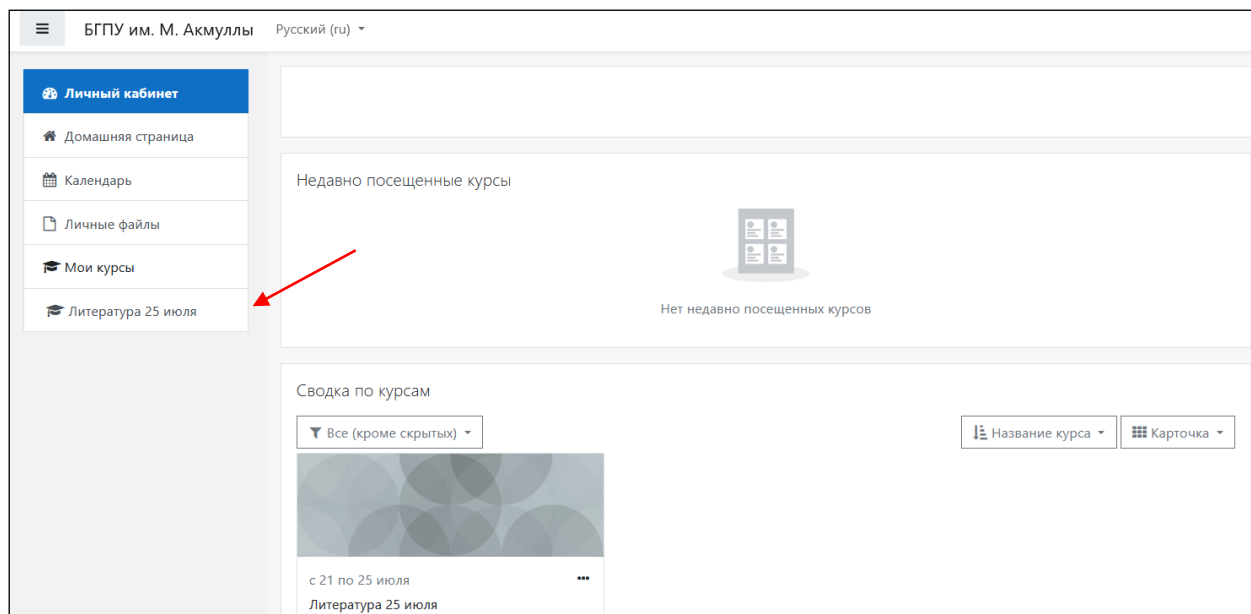 БГПУ им. М. Акмуллы Русский (ru)
Личный кабинет
Домашняя страница
Календарь
Личные файлы
Мои курсы
Литература 25 июля
Недавно посещенные курсы
Нет недавно посещенных курсов
Сводка по курсам
Все (кроме скрытых) Название курса Карточка
с 21 по 25 июля
Литература 25 июля